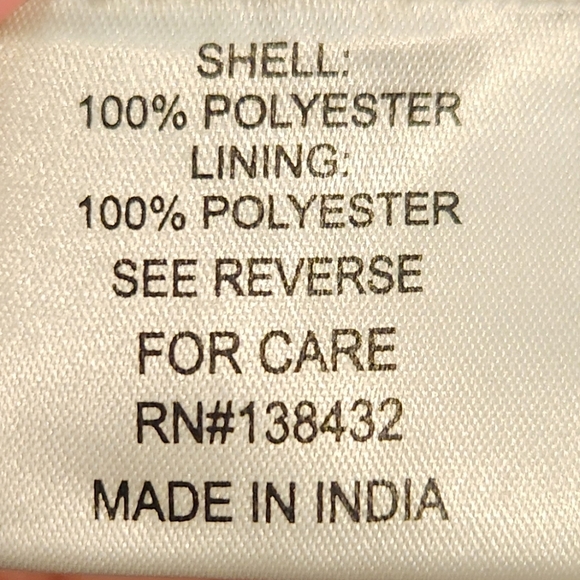 SHELL:
100% POLYESTER
LINING:
100% POLYESTER
SEE REVERSE
FOR CARE
RN#138432
MADE IN INDIA